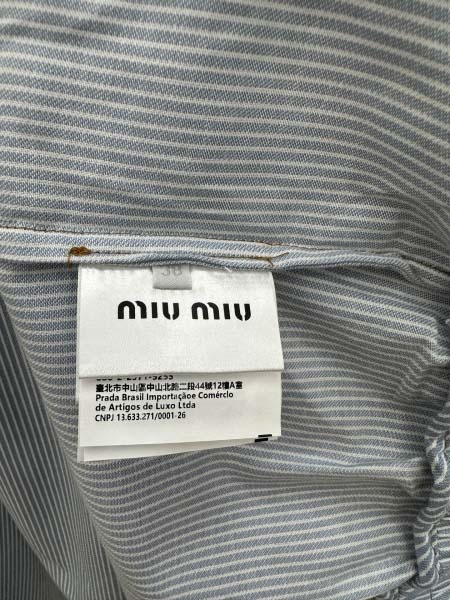 38
miu miu
臺北市中山區中山北路二段44號12樓A室
Prada Brasil Importaçãoe Comércio
de Artigos de Luxo Ltda
CNPJ 13.633.271/0001-26